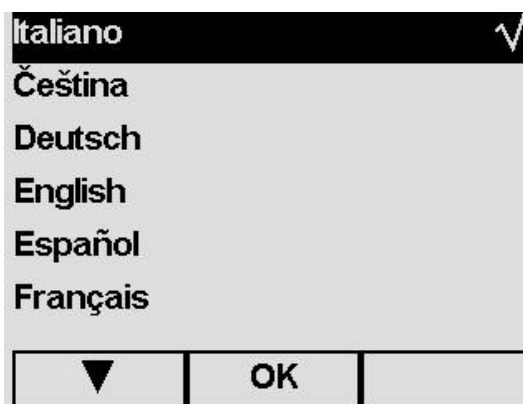 Italiano √
Čeština
Deutsch
English
Español
Français
▼ OK